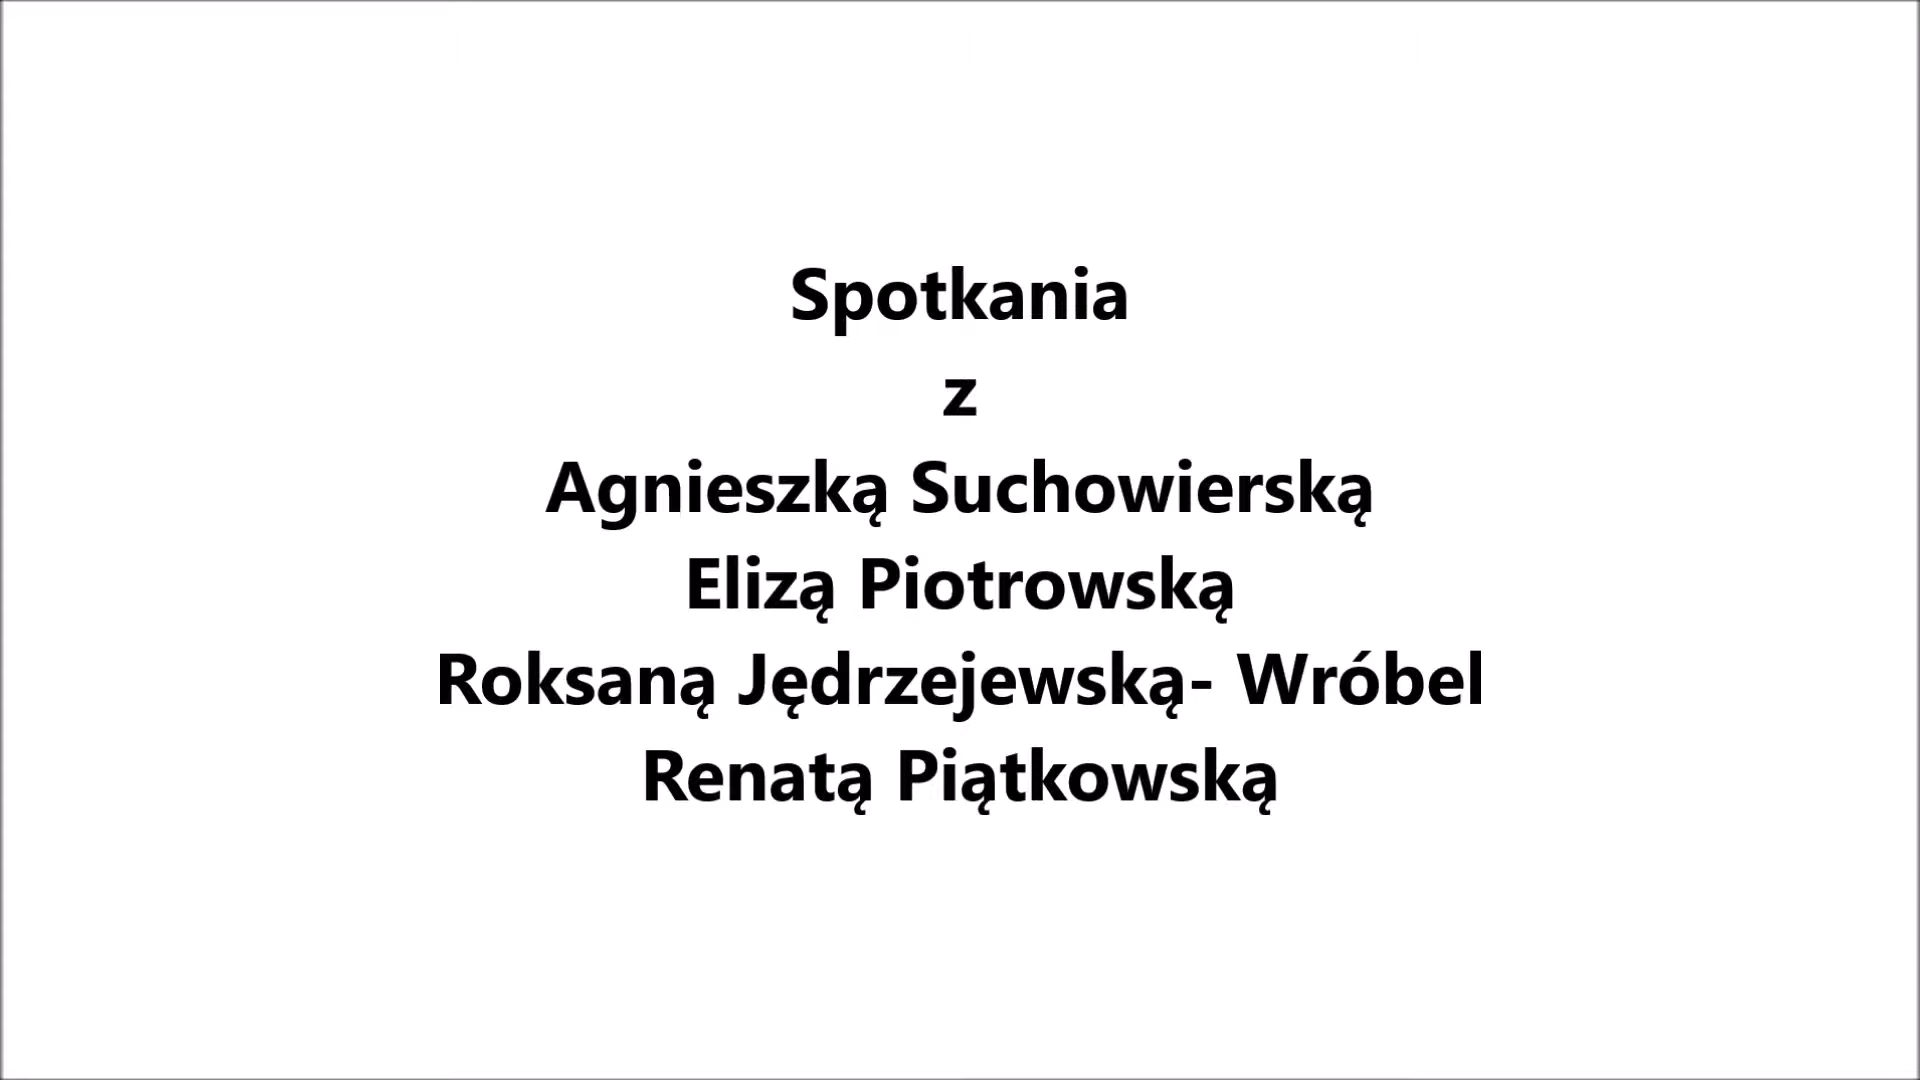 Spotkania
z
Agnieszką Suchowierską
Elizą Piotrowską
Roksaną Jędrzejewską- Wróbel
Renatą Piątkowską